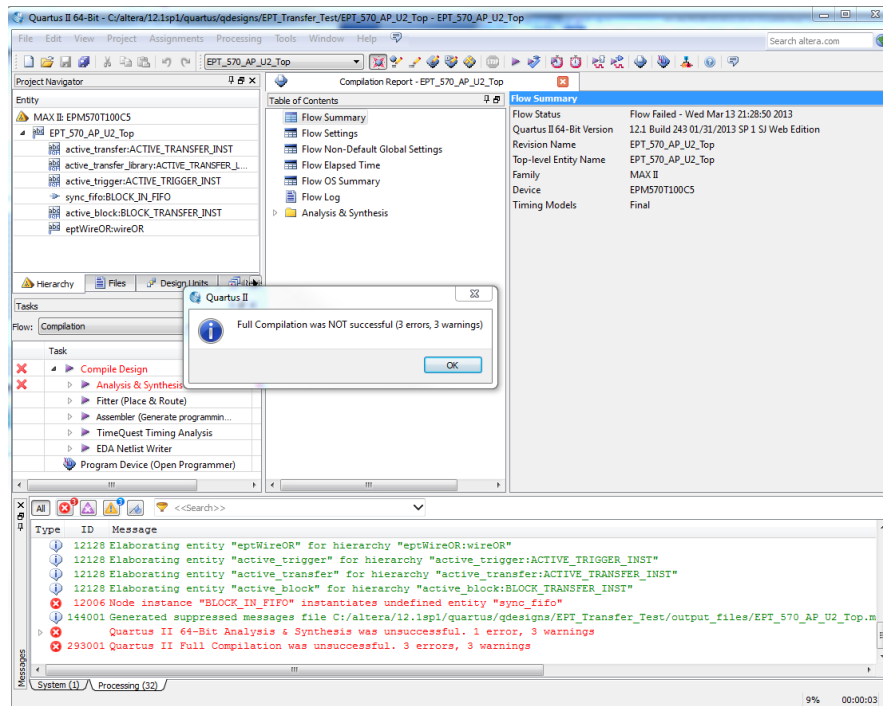 Quartus II 64-Bit - C:/altera/12.1sp1/quartus/qdesigns/EPT_Transfer_Test/EPT_570_AP_U2_Top - EPT_570_AP_U2_Top
File Edit View Project Assignments Processing Tools Window Help
Search altera.com
EPT_570_AP_U2_Top
Project Navigator
Entity
MAX II: EPM570T100C5
EPT_570_AP_U2_Top
active_transfer:ACTIVE_TRANSFER_INST
active_transfer_library:ACTIVE_TRANSFER_L...
active_trigger:ACTIVE_TRIGGER_INST
sync_fifo:BLOCK_IN_FIFO
active_block:BLOCK_TRANSFER_INST
eptWireOR:wireOR
Hierarchy Files Design Units
Compilation Report - EPT_570_AP_U2_Top
Table of Contents
Flow Summary
Flow Settings
Flow Non-Default Global Settings
Flow Elapsed Time
Flow OS Summary
Flow Log
Analysis & Synthesis
Flow Summary
Flow Status Flow Failed - Wed Mar 13 21:28:50 2013
Quartus II 64-Bit Version 12.1 Build 243 01/31/2013 SP 1 SJ Web Edition
Revision Name EPT_570_AP_U2_Top
Top-level Entity Name EPT_570_AP_U2_Top
Family MAX II
Device EPM570T100C5
Timing Models Final
Quartus II
Full Compilation was NOT successful (3 errors, 3 warnings)
OK
Tasks
Flow: Compilation
Task
Compile Design
Analysis & Synthesis
Fitter (Place & Route)
Assembler (Generate programmin...
TimeQuest Timing Analysis
EDA Netlist Writer
Program Device (Open Programmer)
All 3 3 <<Search>>
Type ID Message
12128 Elaborating entity "eptWireOR" for hierarchy "eptWireOR:wireOR"
12128 Elaborating entity "active_trigger" for hierarchy "active_trigger:ACTIVE_TRIGGER_INST"
12128 Elaborating entity "active_transfer" for hierarchy "active_transfer:ACTIVE_TRANSFER_INST"
12128 Elaborating entity "active_block" for hierarchy "active_block:BLOCK_TRANSFER_INST"
12006 Node instance "BLOCK_IN_FIFO" instantiates undefined entity "sync_fifo"
144001 Generated suppressed messages file C:/altera/12.1sp1/quartus/qdesigns/EPT_Transfer_Test/output_files/EPT_570_AP_U2_Top.m
Quartus II 64-Bit Analysis & Synthesis was unsuccessful. 1 error, 3 warnings
293001 Quartus II Full Compilation was unsuccessful. 3 errors, 3 warnings
Messages
System (1) Processing (32)
9% 00:00:03